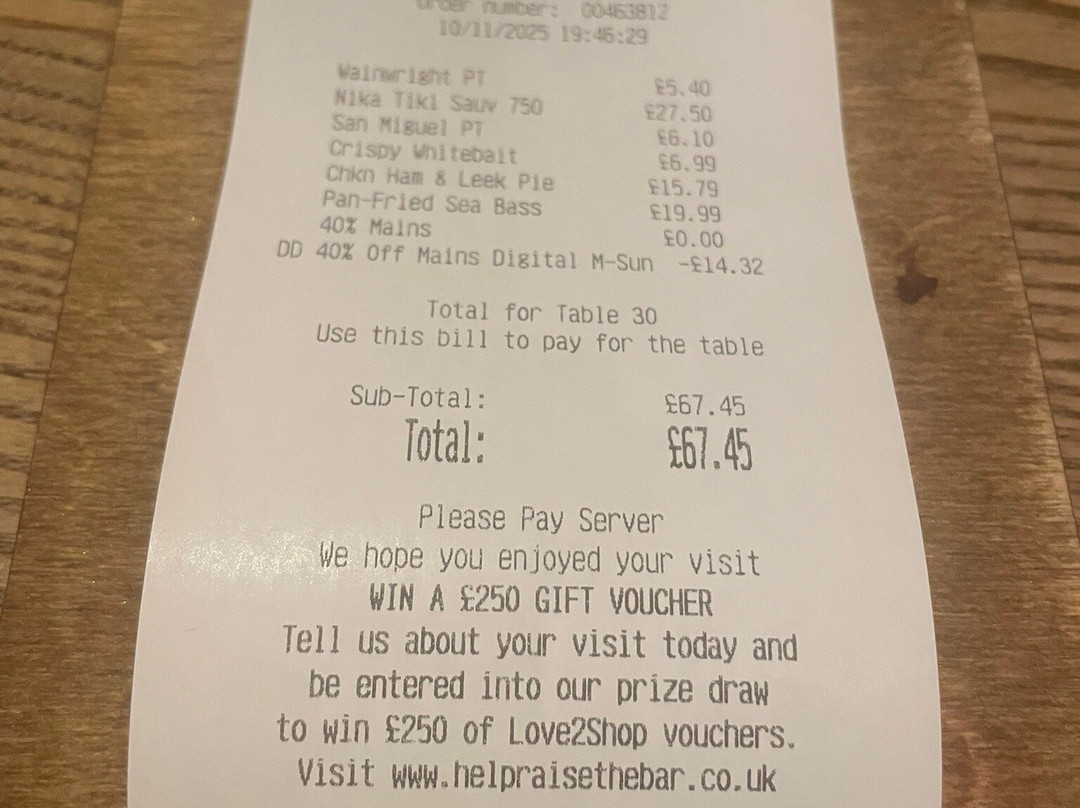 Order number: 00463812
10/11/2025 19:46:29
Wainwright PT £5.40
Nika Tiki Sauv 750 £27.50
San Miguel PT £6.10
Crispy Whitebait £6.99
Chkn Ham & Leek Pie £15.79
Pan-Fried Sea Bass £19.99
40% Mains £0.00
DD 40% Off Mains Digital M-Sun -£14.32
Total for Table 30
Use this bill to pay for the table
Sub-Total: £67.45
Total: £67.45
Please Pay Server
We hope you enjoyed your visit
WIN A £250 GIFT VOUCHER
Tell us about your visit today and
be entered into our prize draw
to win £250 of Love2Shop vouchers.
Visit www.helpraisethebar.co.uk